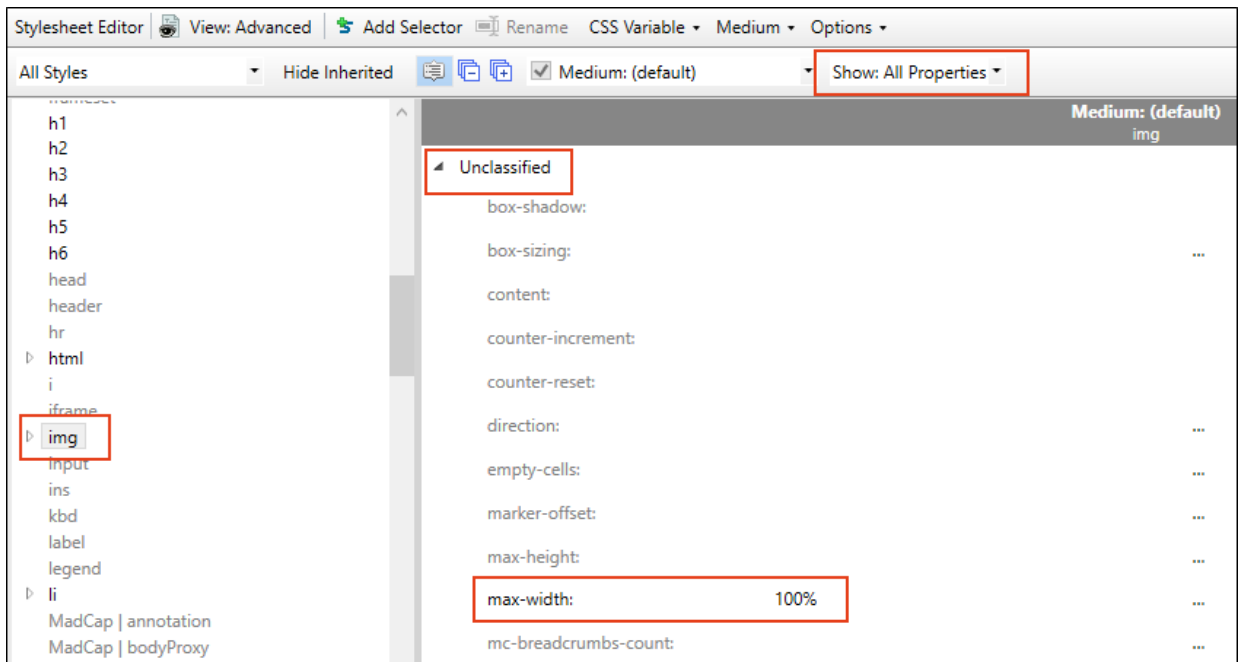 Stylesheet Editor View: Advanced Add Selector Rename CSS Variable Medium Options
All Styles Hide Inherited Medium: (default) Show: All Properties
frameset
h1
h2
h3
h4
h5
h6
head
header
hr
html
i
iframe
img
input
ins
kbd
label
legend
li
MadCap | annotation
MadCap | bodyProxy
Medium: (default)
img
Unclassified
box-shadow:
box-sizing: ...
content:
counter-increment:
counter-reset:
direction: ...
empty-cells: ...
marker-offset: ...
max-height: ...
max-width: 100% ...
mc-breadcrumbs-count: ...